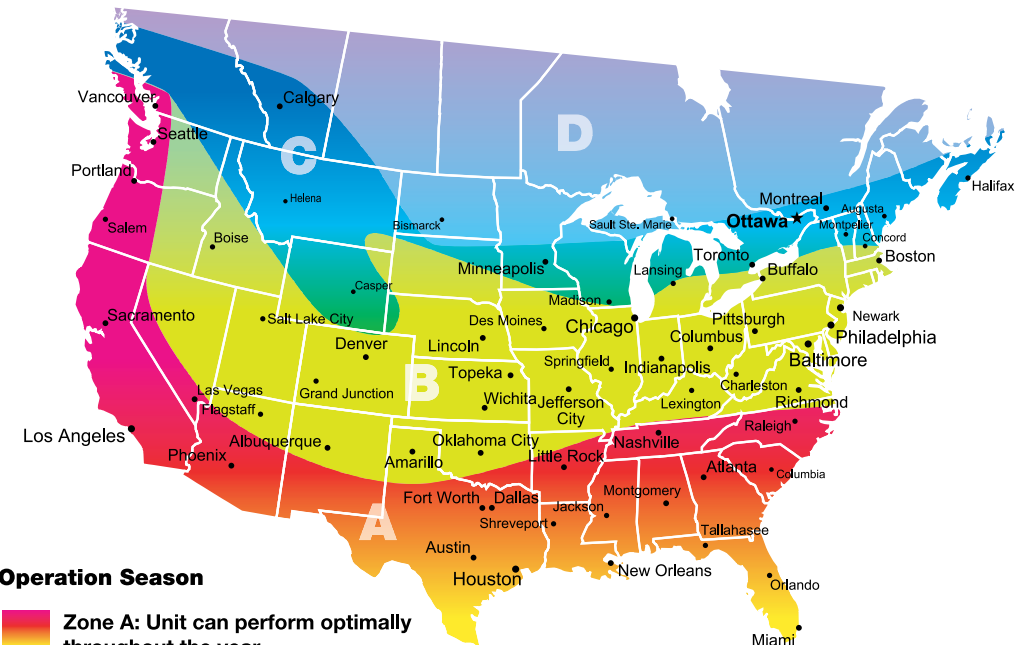 Vancouver
Calgary
C
D
Seattle
Portland
Helena
Salem
Boise
Bismarck
Sault Ste. Marie
Montreal
Ottawa
Augusta
Montpelier
Halifax
Concord
Minneapolis
Lansing
Toronto
Buffalo
Boston
Casper
Madison
Sacramento
Salt Lake City
Des Moines
Chicago
Pittsburgh
Newark
Denver
Lincoln
Columbus
Philadelphia
Springfield
Indianapolis
Baltimore
Topeka
B
Las Vegas
Grand Junction
Wichita
Jefferson
City
Lexington
Charleston
Richmond
Flagstaff
Los Angeles
Albuquerque
Oklahoma City
Nashville
Raleigh
Phoenix
Amarillo
Little Rock
Atlanta
Columbia
Fort Worth
Dallas
Montgomery
A
Shreveport
Jackson
Tallahasee
Austin
Houston
New Orleans
Orlando
Miami
Operation Season
Zone A: Unit can perform optimally
throughout the year